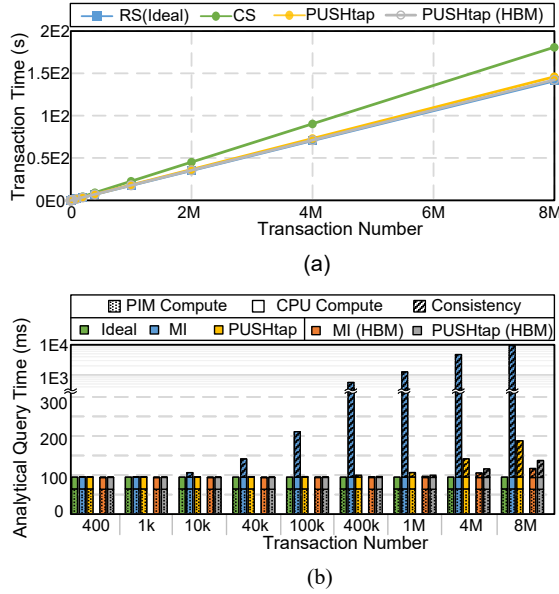 RS(Ideal) CS PUSHtap PUSHtap (HBM)
Transaction Time (s)
2E2
1.5E2
1E2
0.5E2
0E0
0 2M 4M 6M 8M
Transaction Number
(a)
PIM Compute CPU Compute Consistency
Ideal MI PUSHtap MI (HBM) PUSHtap (HBM)
Analytical Query Time (ms)
1E4
1E3
300
200
100
0
400 1k 10k 40k 100k 400k 1M 4M 8M
Transaction Number
(b)